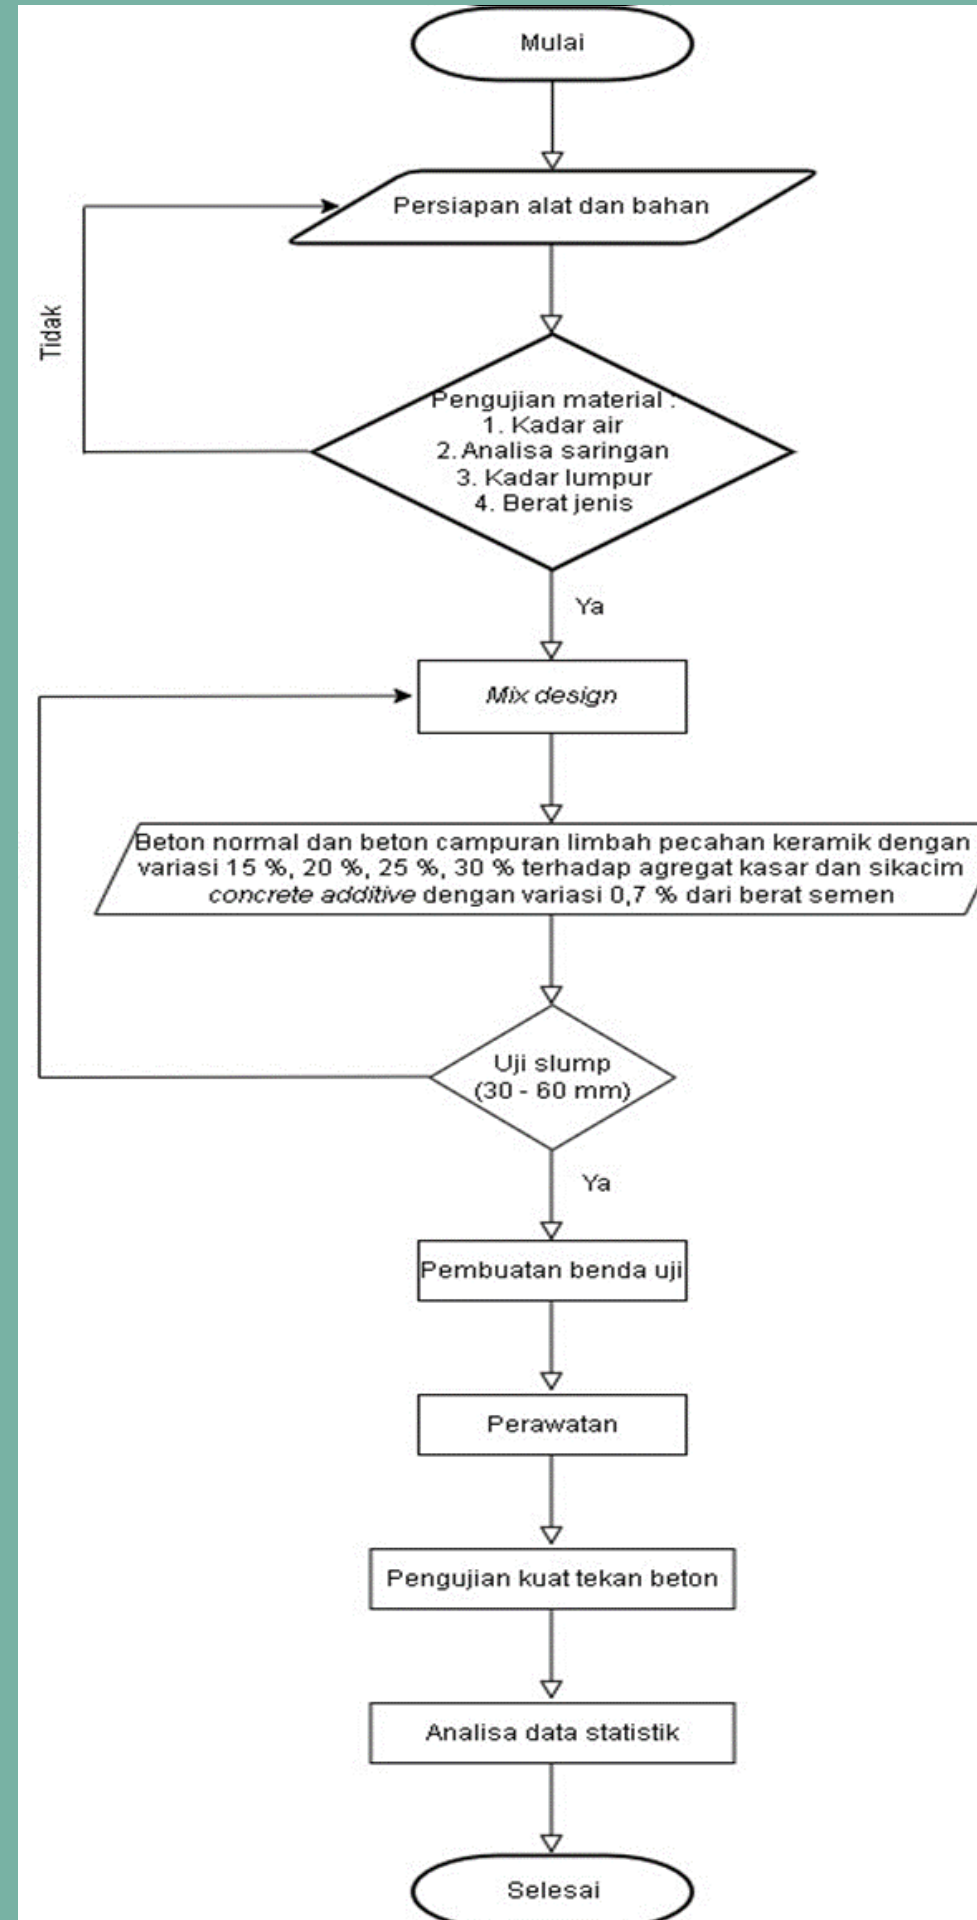 Mulai
Persiapan alat dan bahan
Tidak
Pengujian material :
1. Kadar air
2. Analisa saringan
3. Kadar lumpur
4. Berat jenis
Ya
Mix design
Beton normal dan beton campuran limbah pecahan keramik dengan
variasi 15 %, 20 %, 25 %, 30 % terhadap agregat kasar dan sikacim
concrete additive dengan variasi 0,7 % dari berat semen
Uji slump
(30 - 60 mm)
Ya
Pembuatan benda uji
Perawatan
Pengujian kuat tekan beton
Analisa data statistik
Selesai